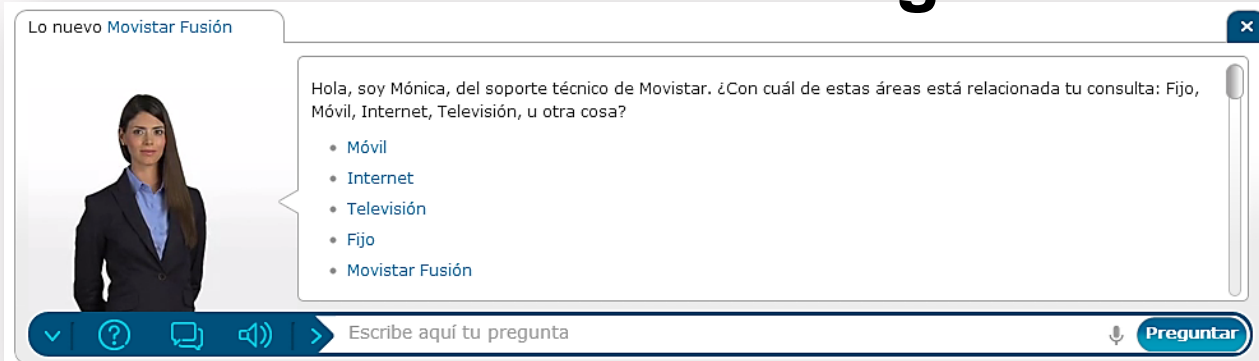 Lo nuevo Movistar Fusión
Hola, soy Mónica, del soporte técnico de Movistar. ¿Con cuál de estas áreas está relacionada tu consulta: Fijo,
Móvil, Internet, Televisión, u otra cosa?
Móvil
Internet
Televisión
Fijo
Movistar Fusión
Escribe aquí tu pregunta
Preguntar